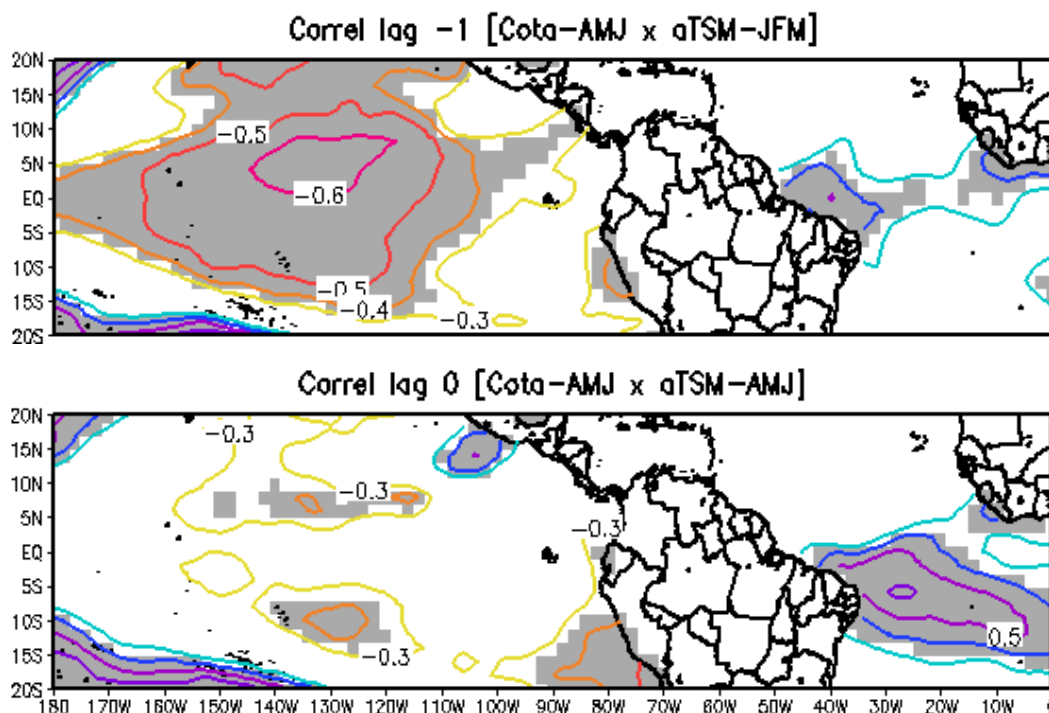 Correl lag -1 [Cota-AMJ x aTSM-JFM]
20N
15N
10N
5N
EQ
5S
10S
15S
20S
-0.5
-0.6
-0.5
-0.4
-0.3
Correl lag 0 [Cota-AMJ x aTSM-AMJ]
20N
15N
10N
5N
EQ
5S
10S
15S
20S
-0.3
-0.3
-0.3
-0.3
0.5
180 170W 160W 150W 140W 130W 120W 110W 100W 90W 80W 70W 60W 50W 40W 30W 20W 10W